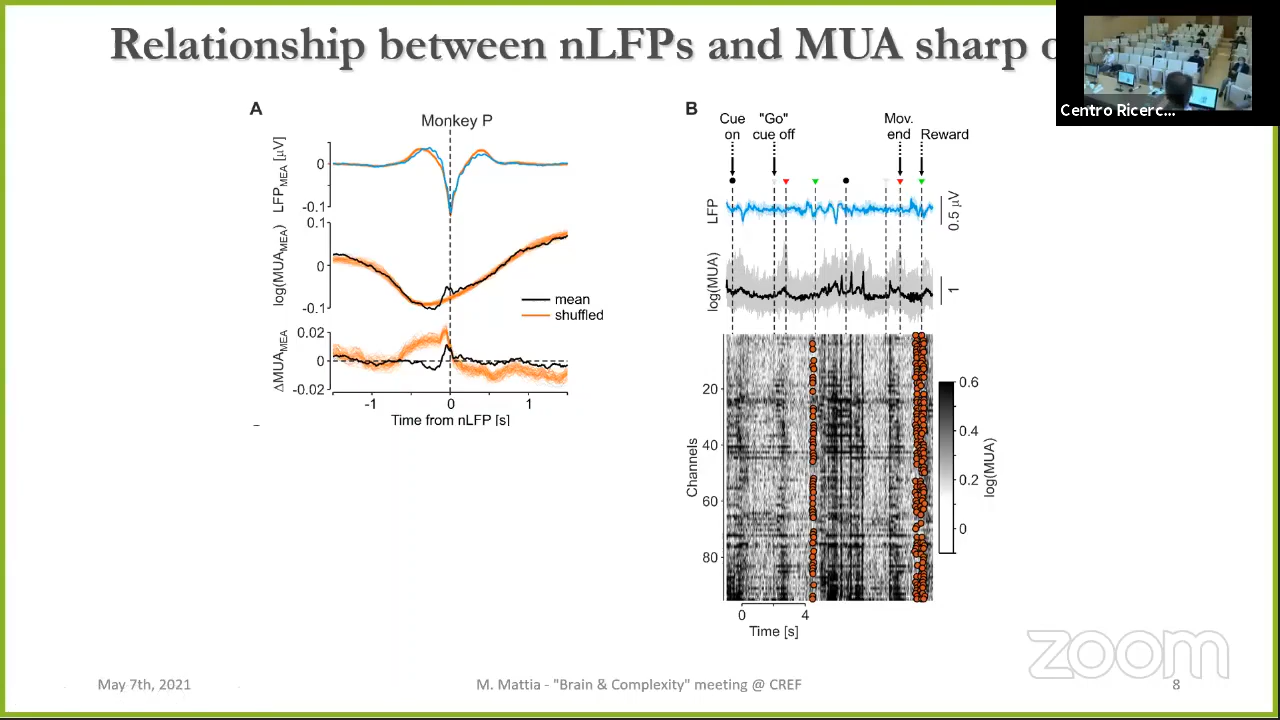 Relationship between nLFPs and MUA sharp
Centro Ricerc...
A
Monkey P
LFPMEA [µV]
0
-0.1
log(MUAMEA)
0.1
0
-0.1
mean
shuffled
ΔMUAMEA
0.02
0
-0.02
-1
0
1
Time from nLFP [s]
B
Cue on
"Go" cue off
Mov. end
Reward
LFP
0.5 µV
log(MUA)
1
Channels
20
40
60
80
0
4
Time [s]
0.6
0.4
0.2
0
log(MUA)
zoom
May 7th, 2021
M. Mattia - "Brain & Complexity" meeting @ CREF
8